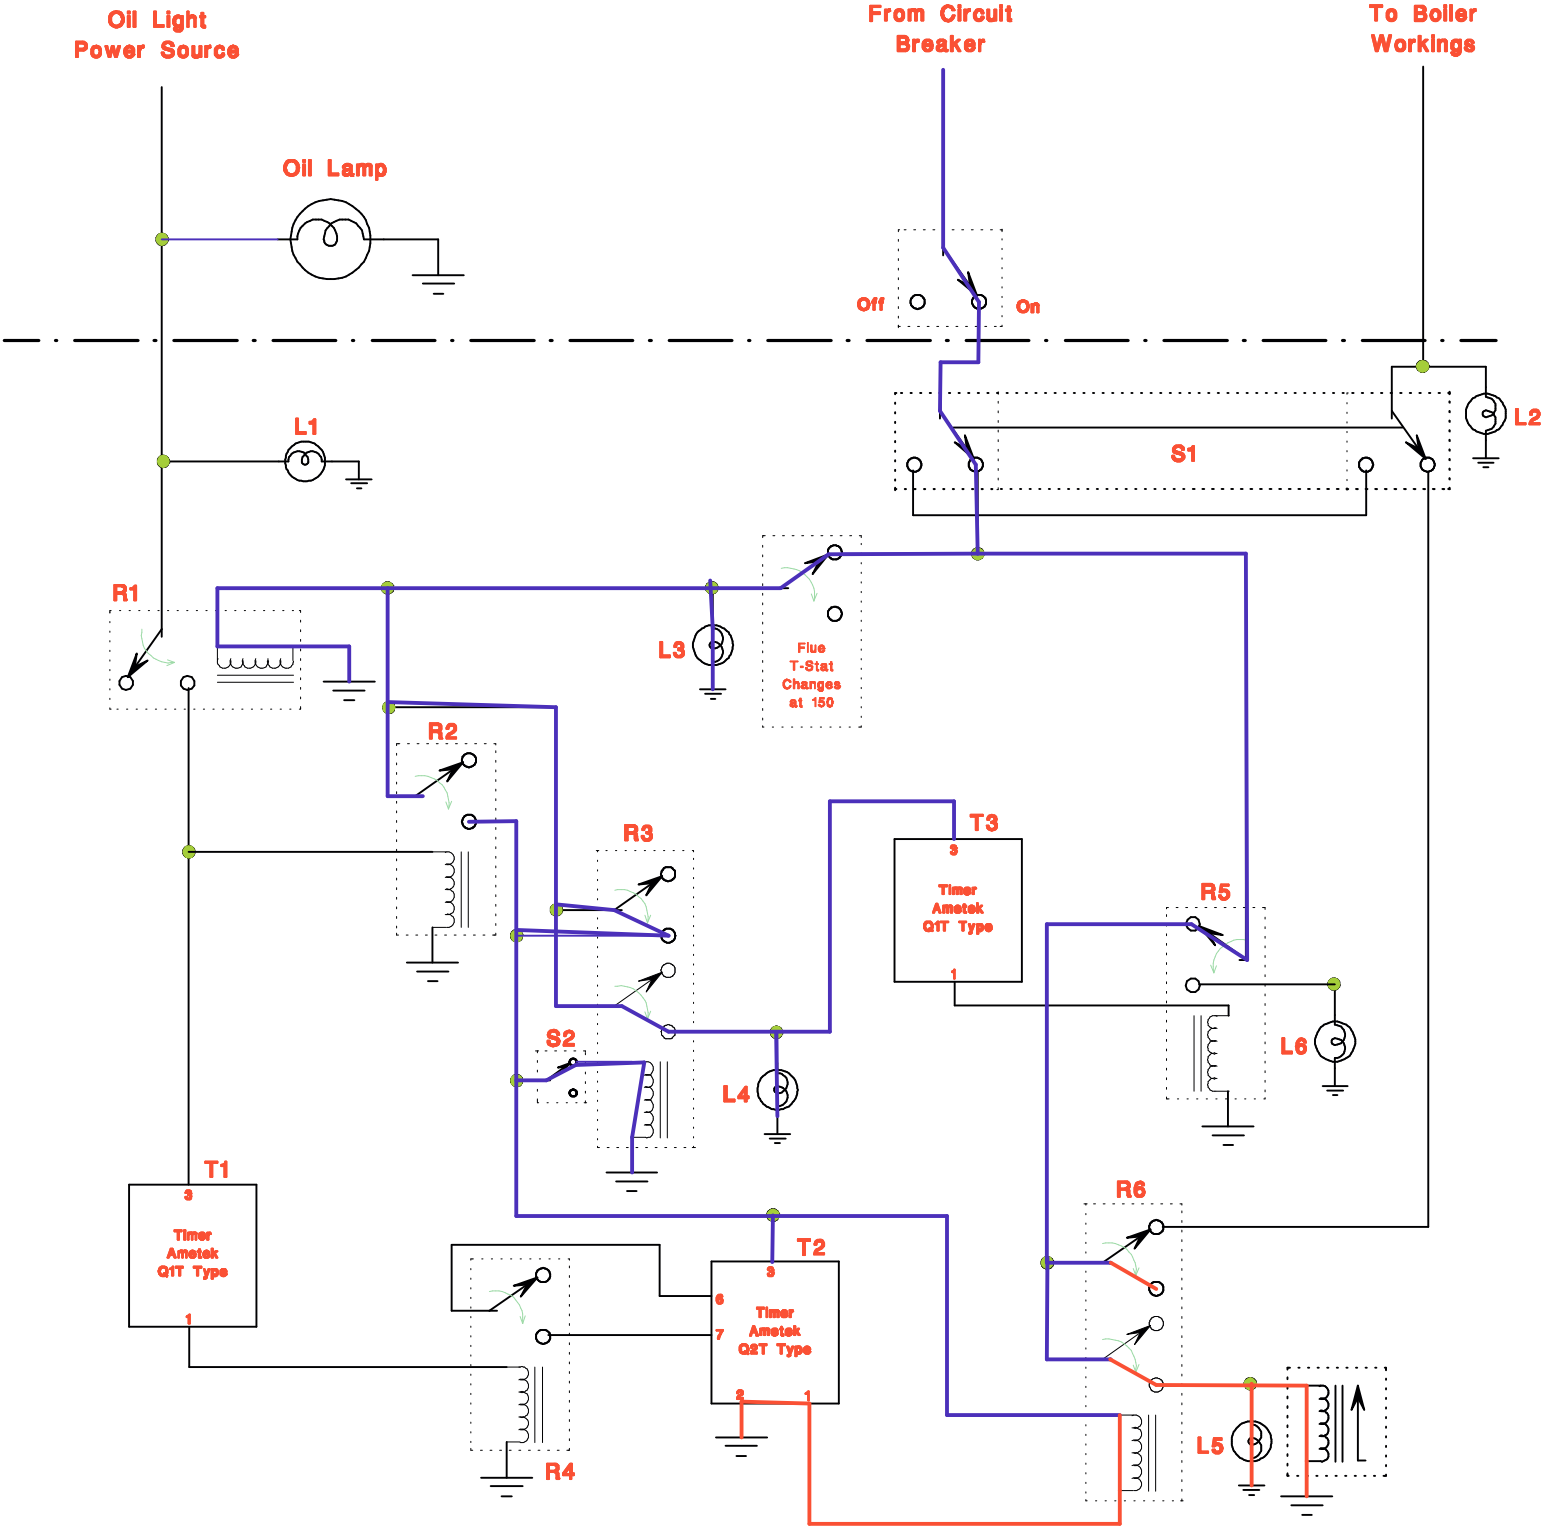 Oil Light
Power Source
From Circuit
Breaker
To Boiler
Workings
Oil Lamp
Off
On
L1
L2
S1
R1
L3
Flue
T-Stat
Changes
at 150
R2
R3
T3
3
Timer
Ametek
Q1T Type
1
R5
S2
L6
L4
T1
3
Timer
Ametek
Q1T Type
1
R6
T2
3
6
Timer
Ametek
Q2T Type
7
2
1
L5
R4